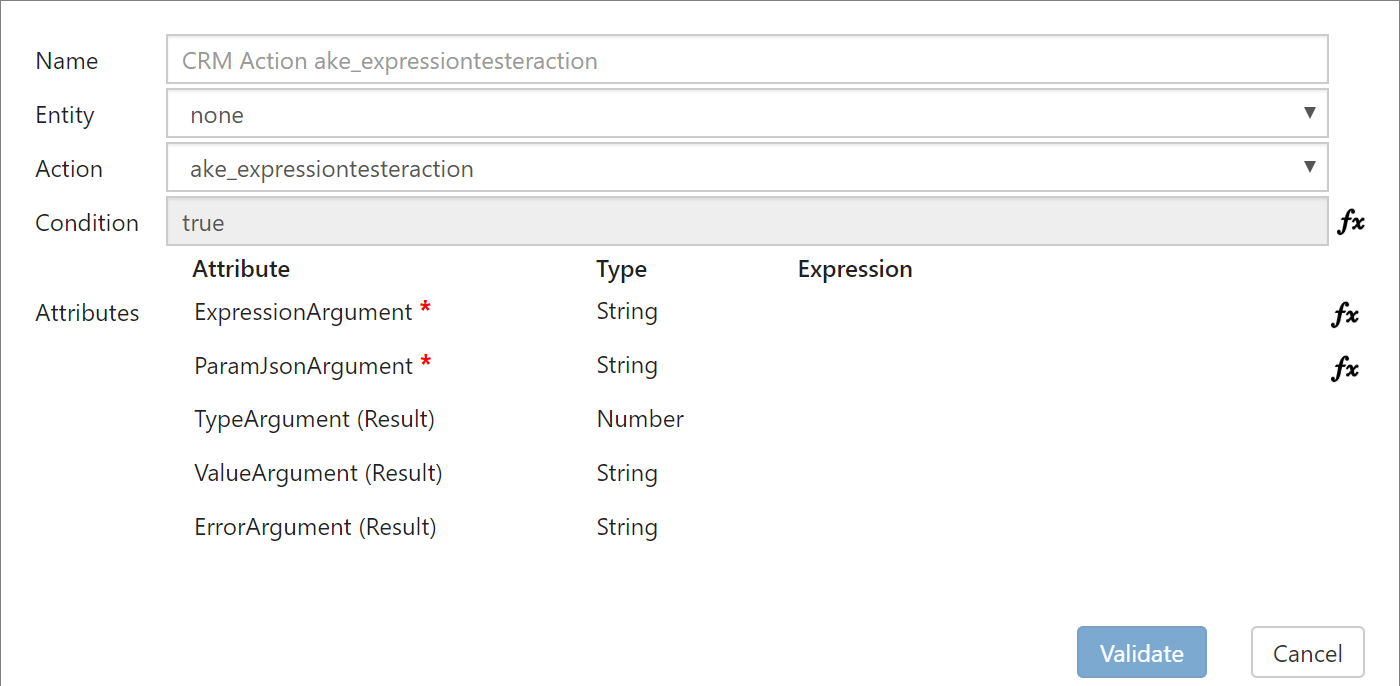 Name CRM Action ake_expressiontesteraction
Entity none
Action ake_expressiontesteraction
Condition true fx
Attribute Type Expression
Attributes ExpressionArgument * String fx
ParamJsonArgument * String fx
TypeArgument (Result) Number
ValueArgument (Result) String
ErrorArgument (Result) String
Validate Cancel